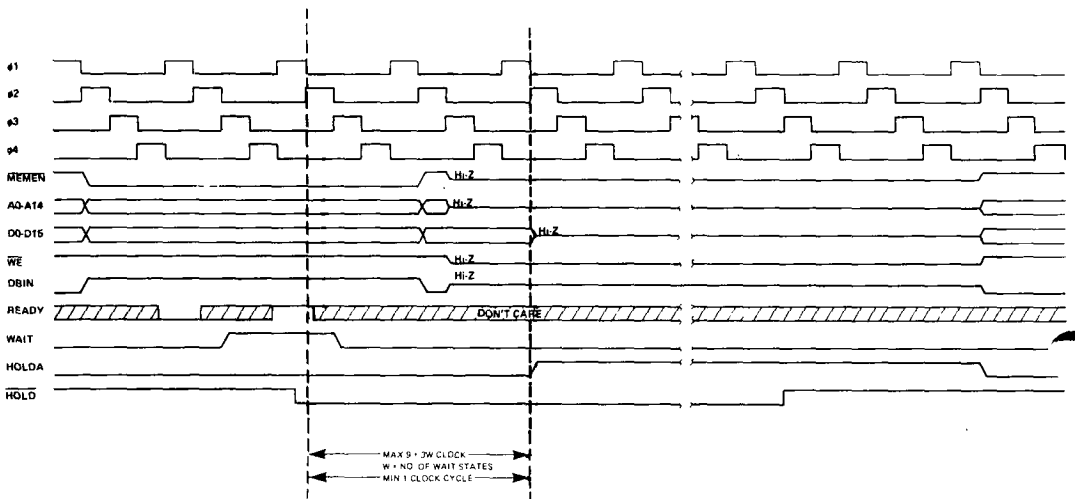 φ1
φ2
φ3
φ4
MEMEN
Hi-Z
A0-A14
Hi-Z
D0-D15
Hi-Z
WE
Hi-Z
DBIN
READY
DON'T CARE
WAIT
HOLDA
HOLD
MAX 9 + 3W CLOCK
W = NO. OF WAIT STATES
MIN 1 CLOCK CYCLE